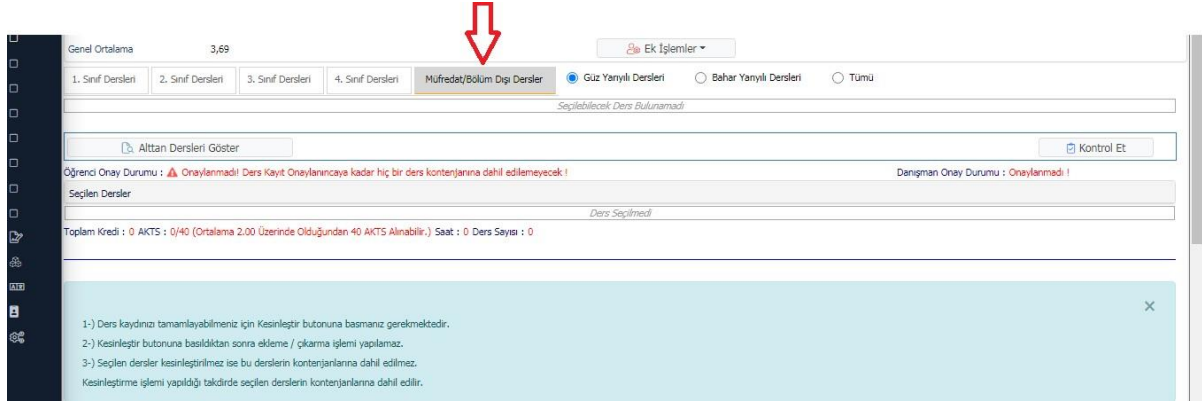 Genel Ortalama 3,69 Ek İşlemler
1. Sınıf Dersleri 2. Sınıf Dersleri 3. Sınıf Dersleri 4. Sınıf Dersleri Müfredat/Bölüm Dışı Dersler Güz Yarıyılı Dersleri Bahar Yarıyılı Dersleri Tümü
Seçilebilecek Ders Bulunamadı
Alttan Dersleri Göster Kontrol Et
Öğrenci Onay Durumu : Onaylanmadı! Ders Kayıt Onaylanıncaya kadar hiç bir ders kontenjanına dahil edilemeyecek ! Danışman Onay Durumu : Onaylanmadı !
Seçilen Dersler
Ders Seçilmedi
Toplam Kredi : 0 AKTS : 0/40 (Ortalama 2.00 Üzerinde Olduğundan 40 AKTS Alınabilir.) Saat : 0 Ders Sayısı : 0
1-) Ders kaydınızı tamamlayabilmeniz için Kesinleştir butonuna basmanız gerekmektedir.
2-) Kesinleştir butonuna basıldıktan sonra ekleme / çıkarma işlemi yapılamaz.
3-) Seçilen dersler kesinleştirilmez ise bu derslerin kontenjanlarına dahil edilmez.
Kesinleştirme işlemi yapıldığı takdirde seçilen derslerin kontenjanlarına dahil edilir.